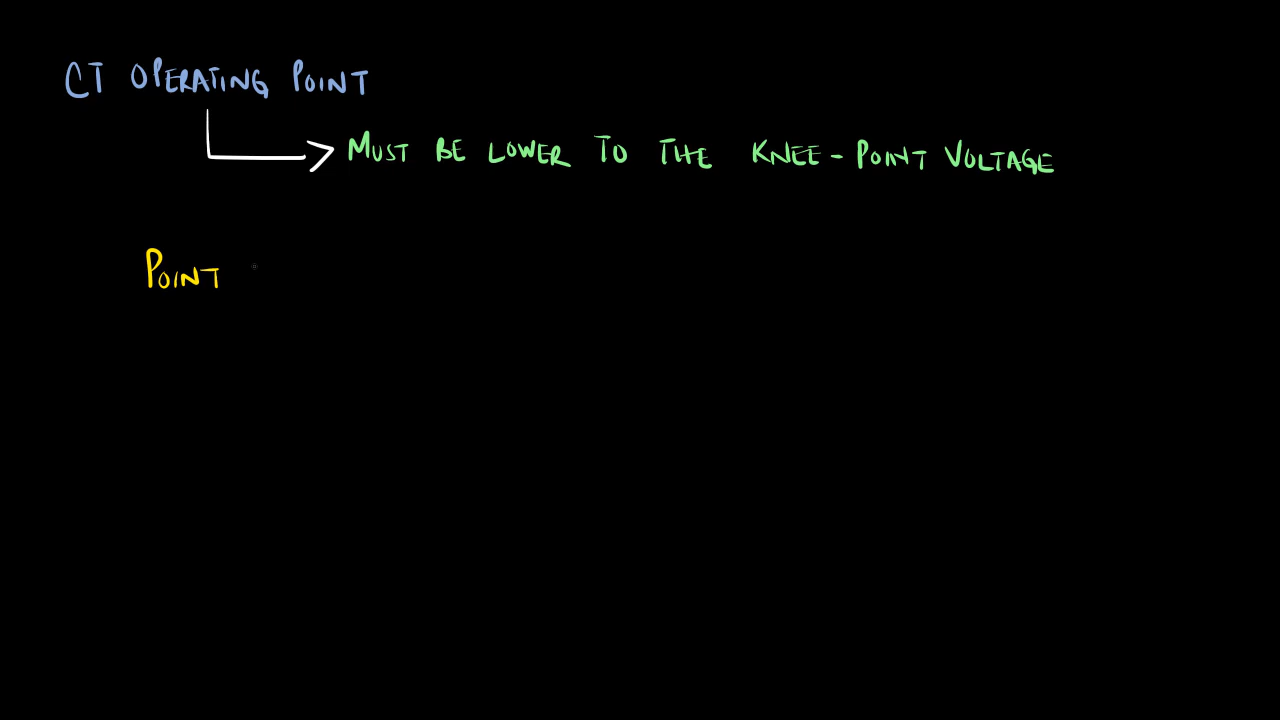 CT OPERATING POINT
MUST BE LOWER TO THE KNEE-POINT VOLTAGE
POINT